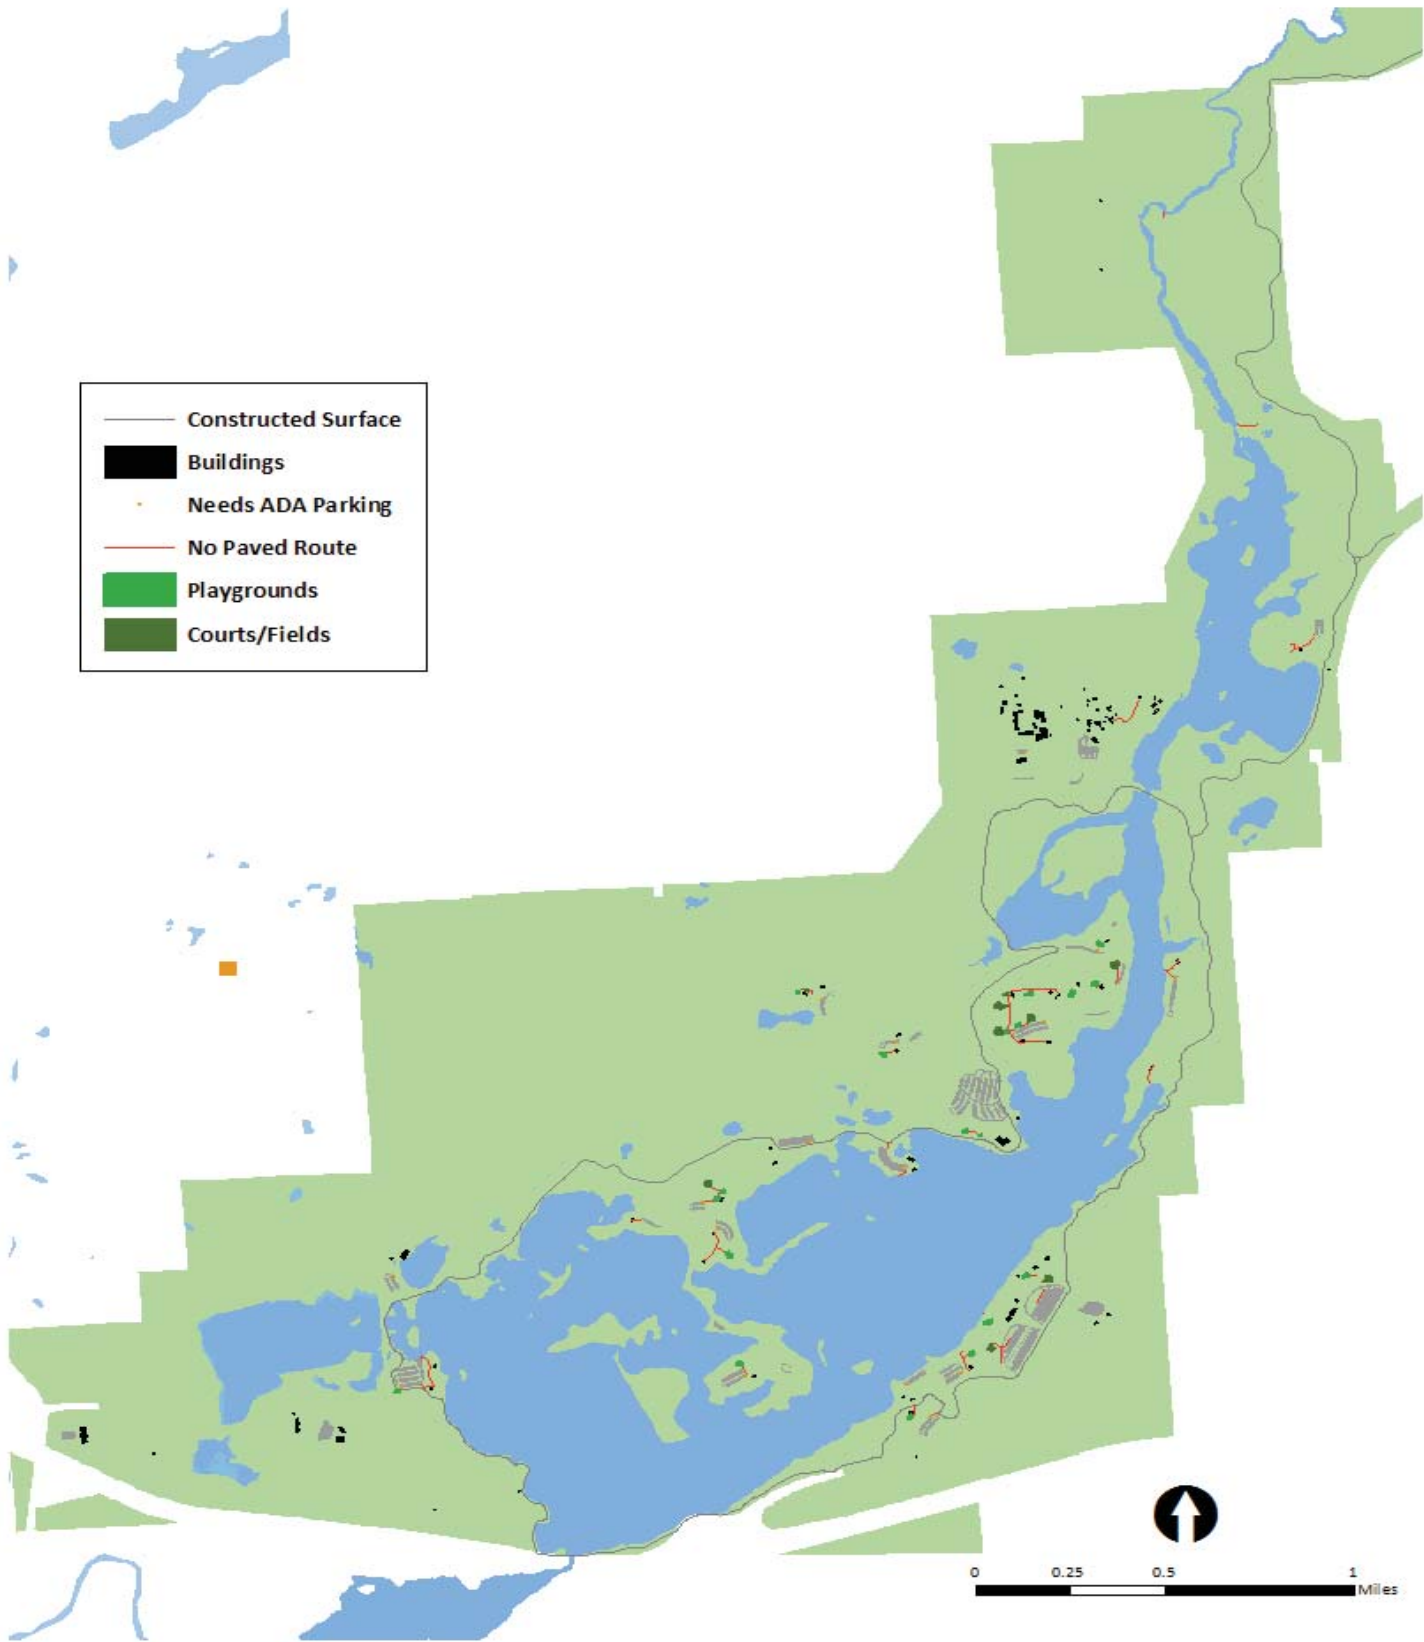 Constructed Surface
Buildings
Needs ADA Parking
No Paved Route
Playgrounds
Courts/Fields
0 0.25 0.5 1
Miles